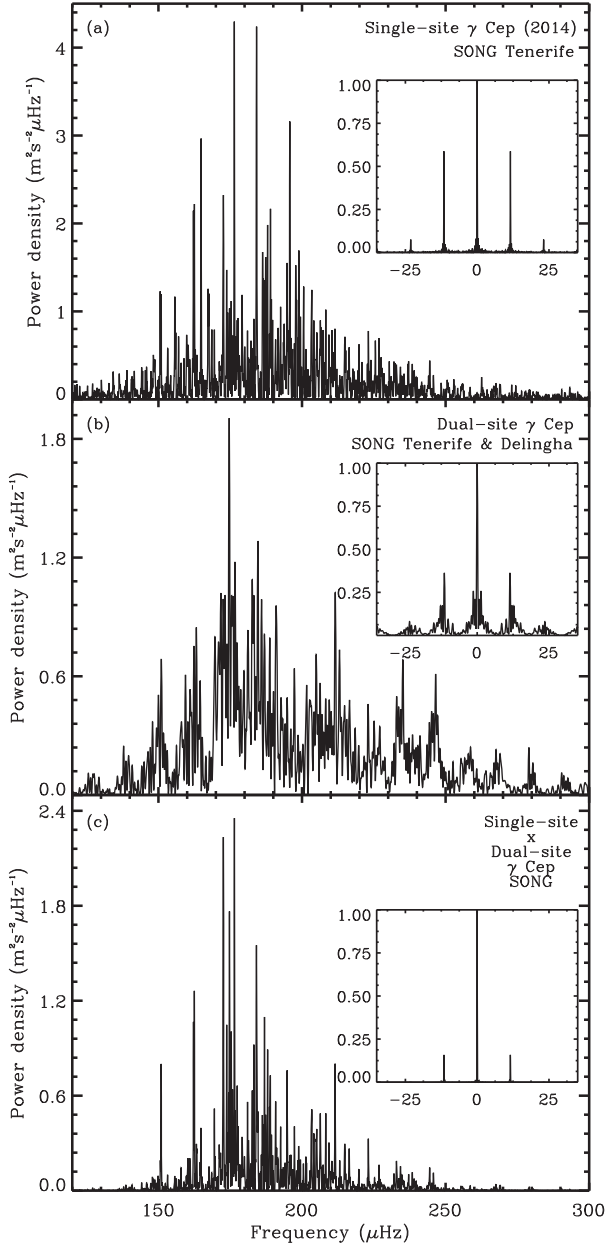 (a)
Single-site γ Cep (2014)
SONG Tenerife
Power density (m²s⁻²μHz⁻¹)
4
3
2
1
0
1.00
0.75
0.50
0.25
0.00
−25 0 25
(b)
Dual-site γ Cep
SONG Tenerife & Delingha
Power density (m²s⁻²μHz⁻¹)
1.8
1.2
0.6
0.0
1.00
0.75
0.50
0.25
0.00
−25 0 25
(c)
Single-site
x
Dual-site
γ Cep
SONG
Power density (m²s⁻²μHz⁻¹)
2.4
1.8
1.2
0.6
0.0
1.00
0.75
0.50
0.25
0.00
−25 0 25
150 200 250 300
Frequency (μHz)